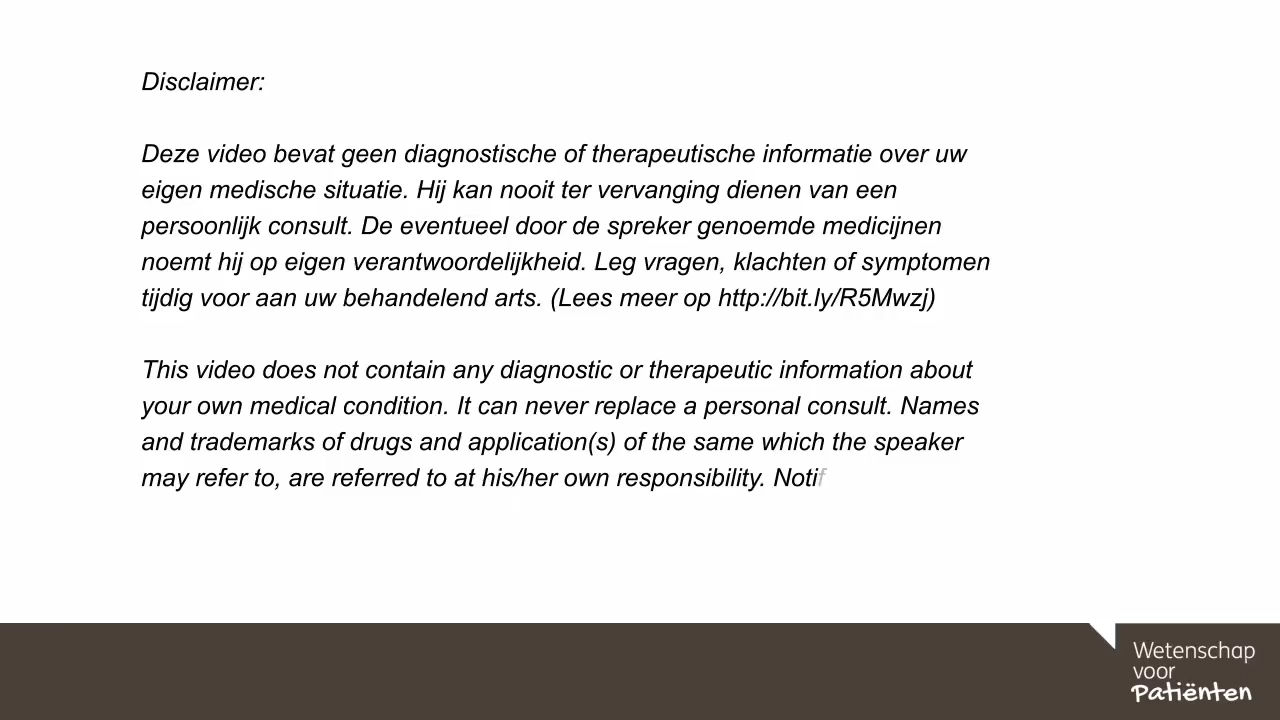 Disclaimer:
Deze video bevat geen diagnostische of therapeutische informatie over uw
eigen medische situatie. Hij kan nooit ter vervanging dienen van een
persoonlijk consult. De eventueel door de spreker genoemde medicijnen
noemt hij op eigen verantwoordelijkheid. Leg vragen, klachten of symptomen
tijdig voor aan uw behandelend arts. (Lees meer op http://bit.ly/R5Mwzj)
This video does not contain any diagnostic or therapeutic information about
your own medical condition. It can never replace a personal consult. Names
and trademarks of drugs and application(s) of the same which the speaker
may refer to, are referred to at his/her own responsibility. Notif
Wetenschap
voor
Patiënten